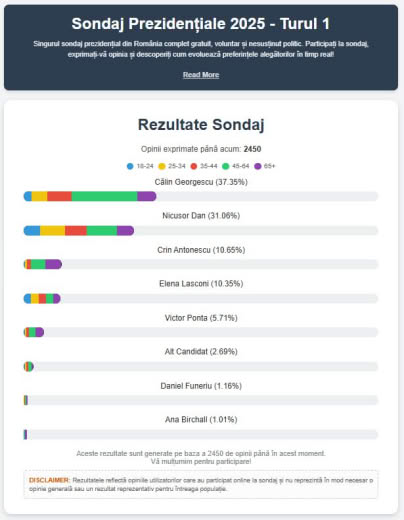 Sondaj Prezidențiale 2025 - Turul 1
Singurul sondaj prezidențial din România complet gratuit, voluntar și nesusținut politic. Participați la sondaj,
exprimați-vă opinia și descoperiți cum evoluează preferințele alegătorilor în timp real!
Read More
Rezultate Sondaj
Opinii exprimate până acum: 2450
18-24 25-34 35-44 45-64 65+
Călin Georgescu (37.35%)
Nicusor Dan (31.06%)
Crin Antonescu (10.65%)
Elena Lasconi (10.35%)
Victor Ponta (5.71%)
Alt Candidat (2.69%)
Daniel Funeriu (1.16%)
Ana Birchall (1.01%)
Aceste rezultate sunt generate pe baza a 2450 de opinii până în acest moment.
Vă mulțumim pentru participare!
DISCLAIMER: Rezultatele reflectă opiniile utilizatorilor care au participat online la sondaj și nu reprezintă în mod necesar o
opinie generală sau un rezultat reprezentativ pentru întreaga populație.